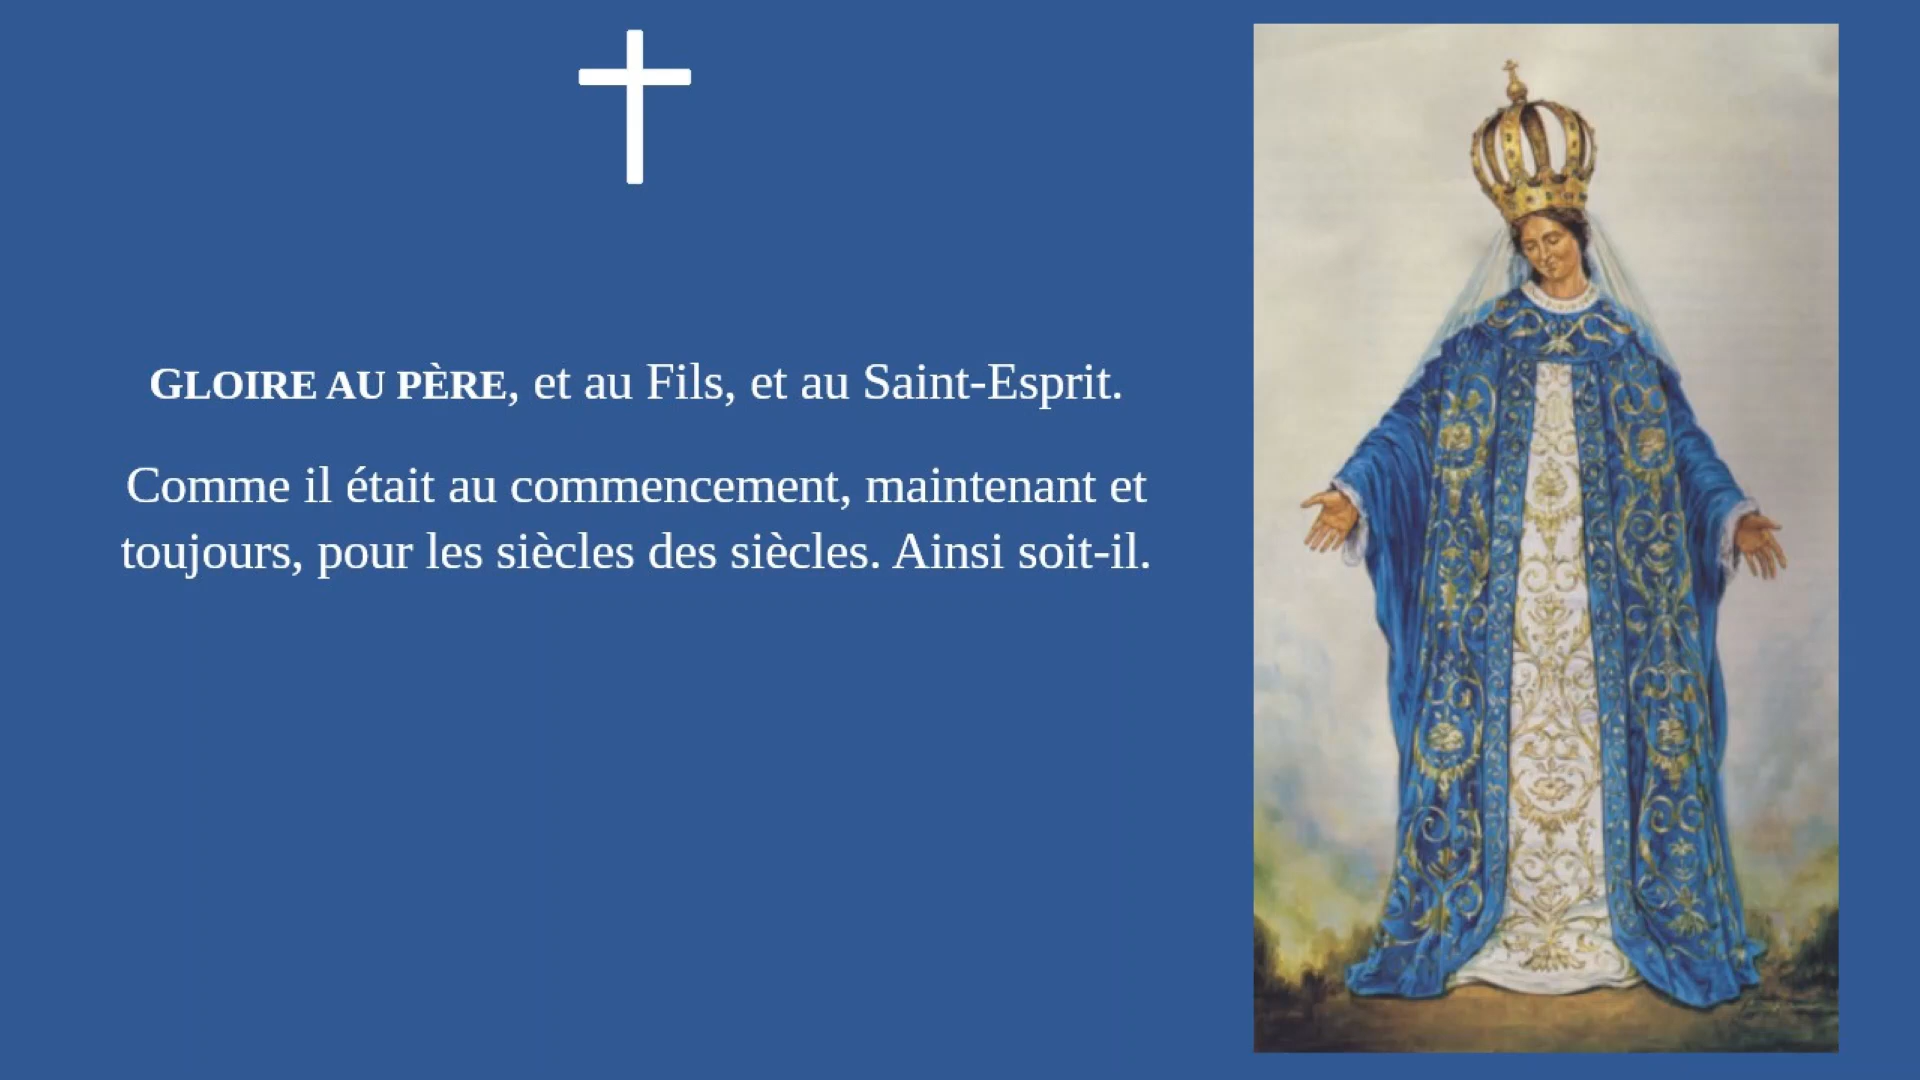 GLOIRE AU PÈRE, et au Fils, et au Saint-Esprit.
Comme il était au commencement, maintenant et
toujours, pour les siècles des siècles. Ainsi soit-il.